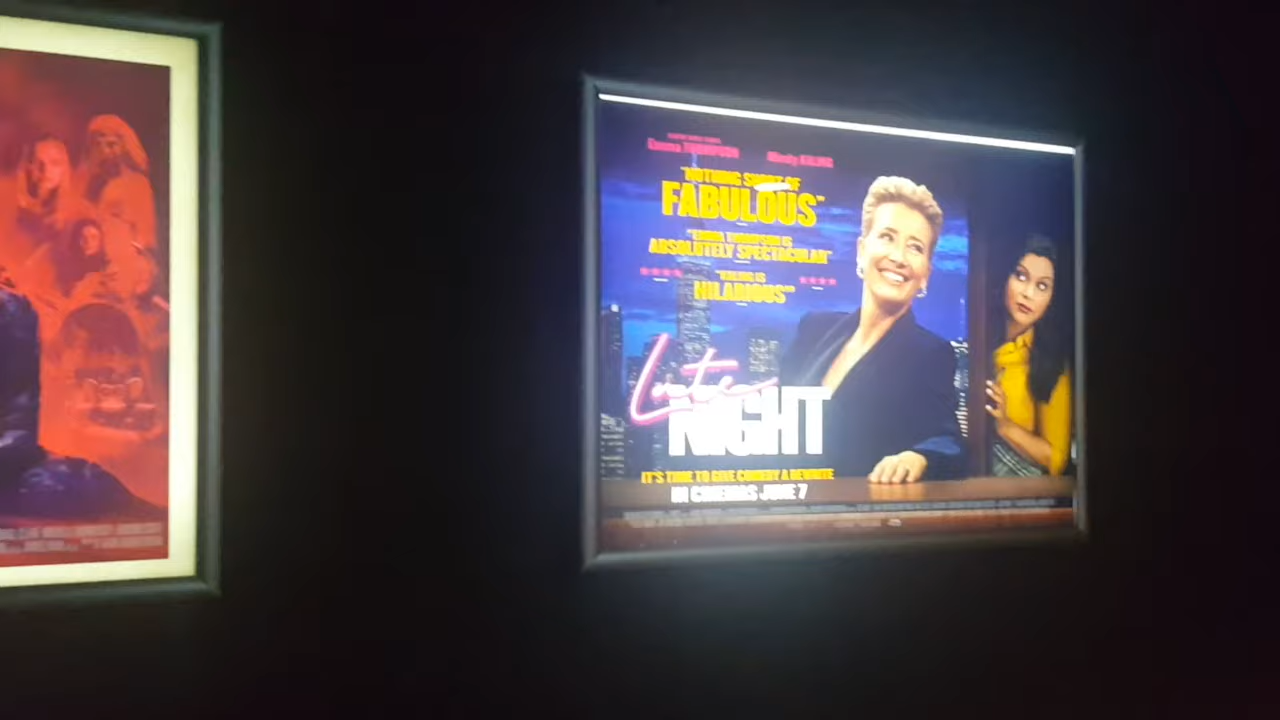 Emma THOMPSON Mindy KALING
"NOTHING SHORT OF
FABULOUS"
"EMMA THOMPSON IS
ABSOLUTELY SPECTACULAR"
"KALING IS
HILARIOUS"
Late
NIGHT
IT'S TIME TO GIVE COMEDY A REWRITE
IN CINEMAS JUNE 7